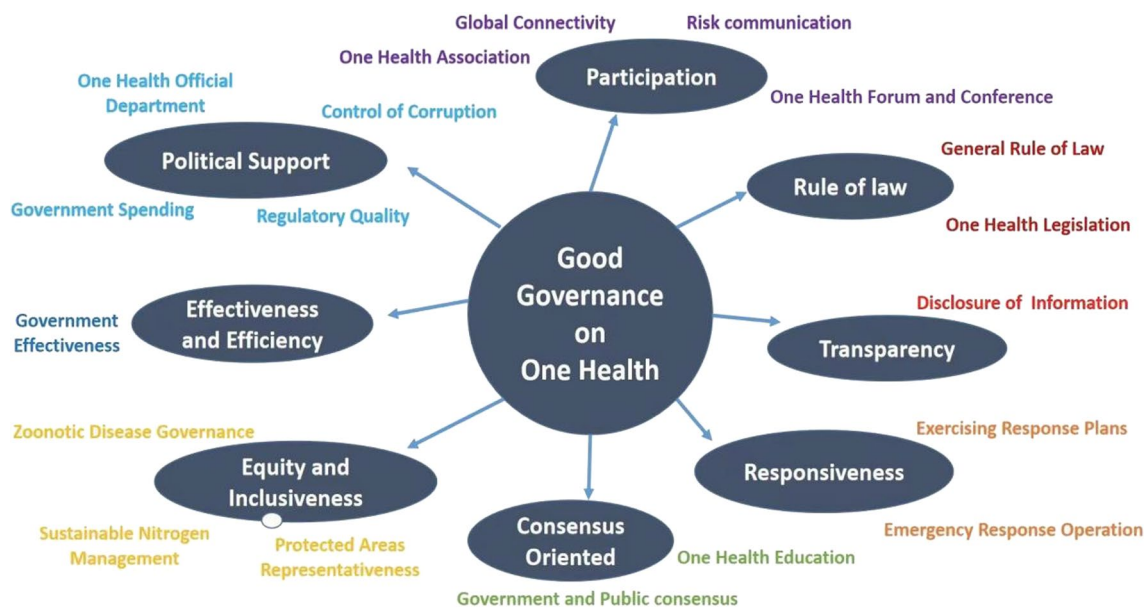 Global Connectivity
Risk communication
One Health Association
Participation
One Health Forum and Conference
One Health Official
Department
Control of Corruption
Political Support
Government Spending
Regulatory Quality
General Rule of Law
Rule of law
One Health Legislation
Good
Governance
on
One Health
Effectiveness
and Efficiency
Government
Effectiveness
Disclosure of Information
Transparency
Zoonotic Disease Governance
Equity and
Inclusiveness
Sustainable Nitrogen
Management
Protected Areas
Representativeness
Exercising Response Plans
Responsiveness
Emergency Response Operation
Consensus
Oriented
One Health Education
Government and Public consensus